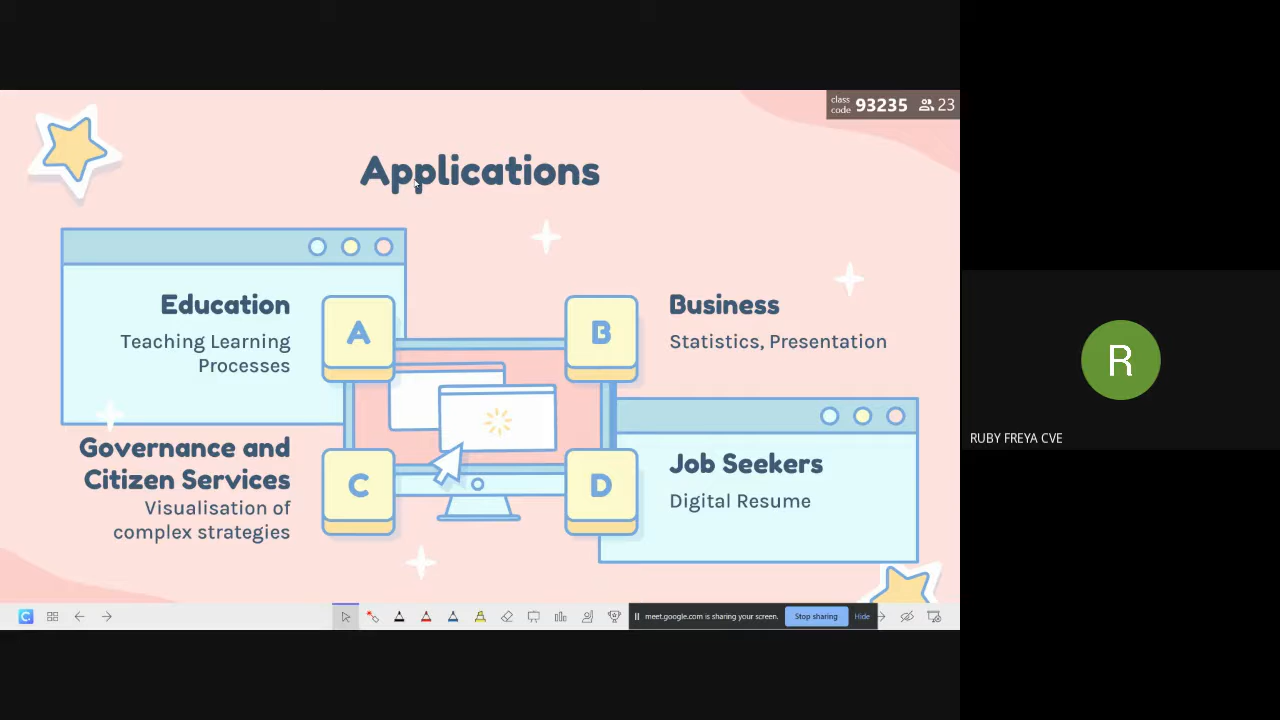 class
code 93235 23
Applications
Education
Teaching Learning
Processes
A
B
Business
Statistics, Presentation
Governance and
Citizen Services
Visualisation of
complex strategies
C
D
Job Seekers
Digital Resume
C
meet.google.com is sharing your screen.
Stop sharing
Hide
R
RUBY FREYA CVE